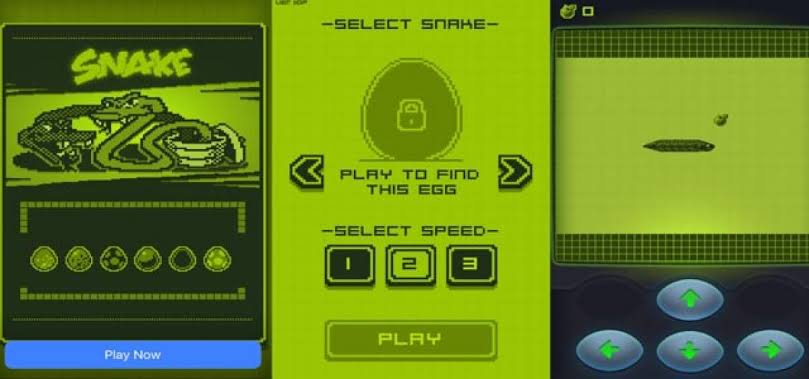 SNAKE
Play Now
-SELECT SNAKE-
PLAY TO FIND
THIS EGG
-SELECT SPEED-
1 2 3
PLAY
0